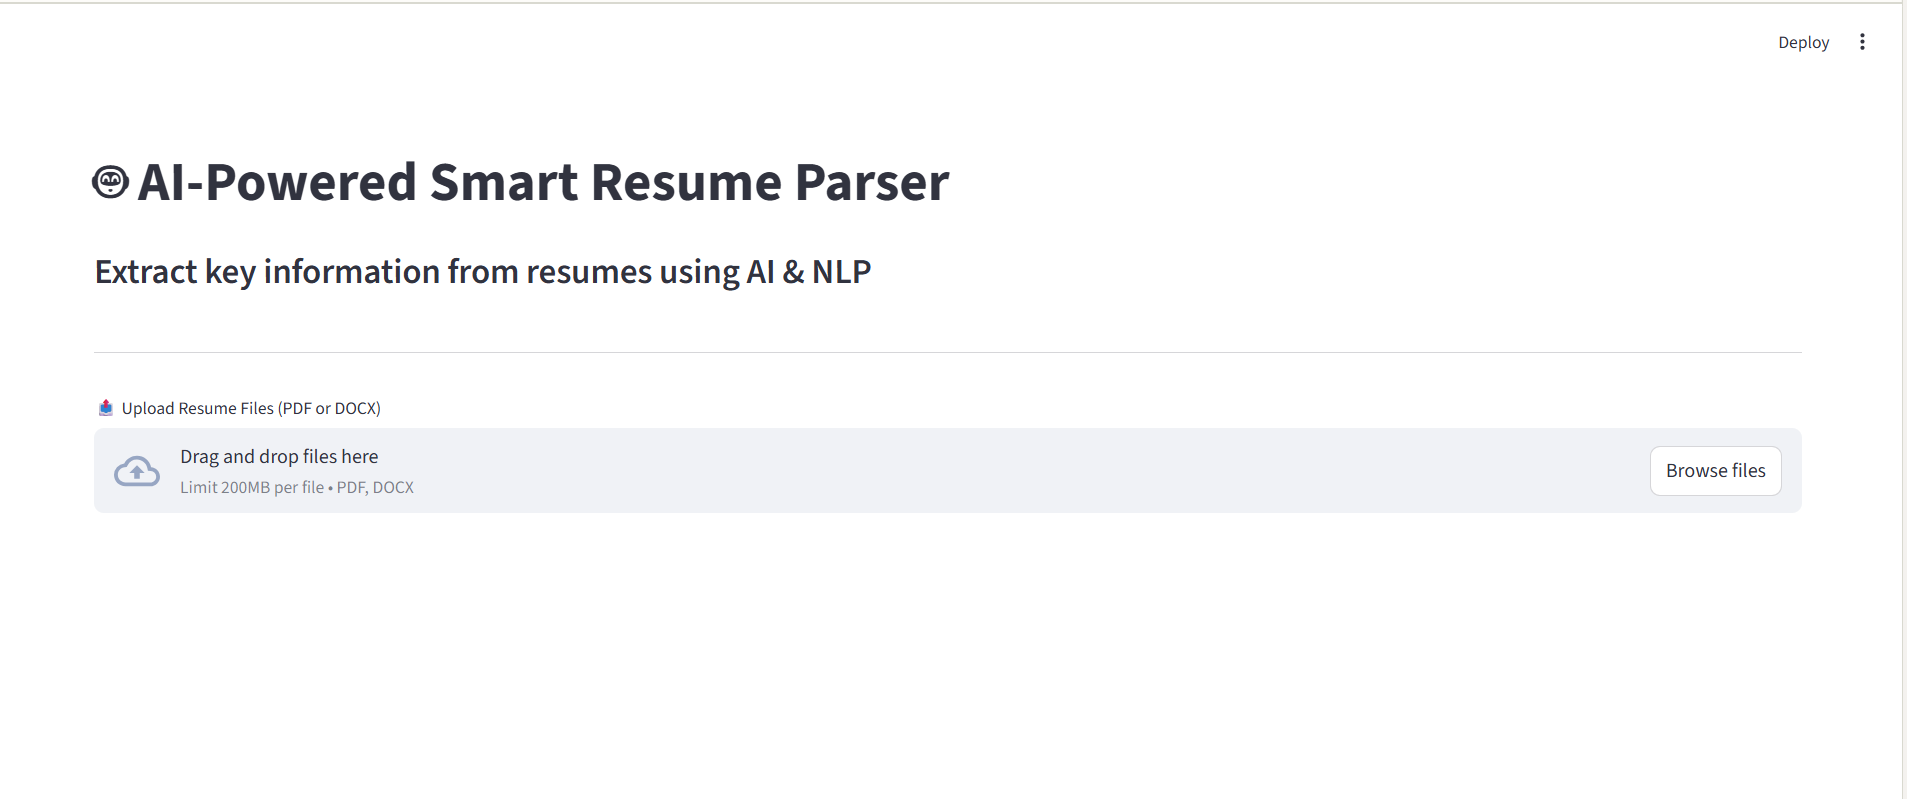 Deploy
AI-Powered Smart Resume Parser
Extract key information from resumes using AI & NLP
Upload Resume Files (PDF or DOCX)
Drag and drop files here
Limit 200MB per file • PDF, DOCX
Browse files